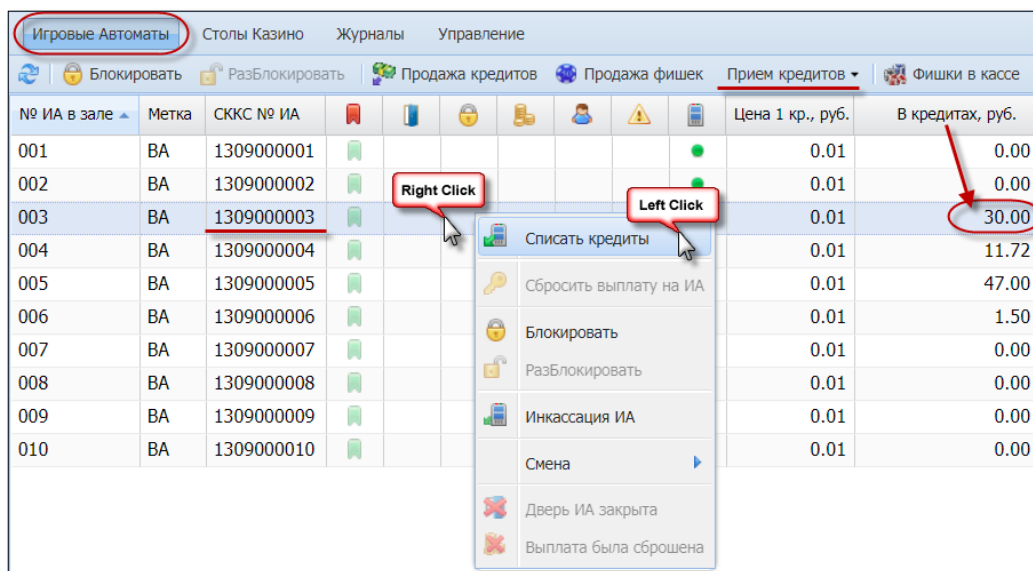 Игровые Автоматы Столы Казино Журналы Управление
Блокировать РазБлокировать Продажа кредитов Продажа фишек Прием кредитов Фишки в кассе
№ ИА в зале Метка СККС № ИА Цена 1 кр., руб. В кредитах, руб.
001 ВА 1309000001 0.01 0.00
002 ВА 1309000002 0.01 0.00
Right Click
Left Click
003 ВА 1309000003 0.01 30.00
Списать кредиты
004 ВА 1309000004 0.01 11.72
005 ВА 1309000005 Сбросить выплату на ИА 0.01 47.00
006 ВА 1309000006 0.01 1.50
Блокировать
007 ВА 1309000007 0.01 0.00
РазБлокировать
008 ВА 1309000008 0.01 0.00
009 ВА 1309000009 Инкассация ИА 0.01 0.00
010 ВА 1309000010 0.01 0.00
Смена
Дверь ИА закрыта
Выплата была сброшена